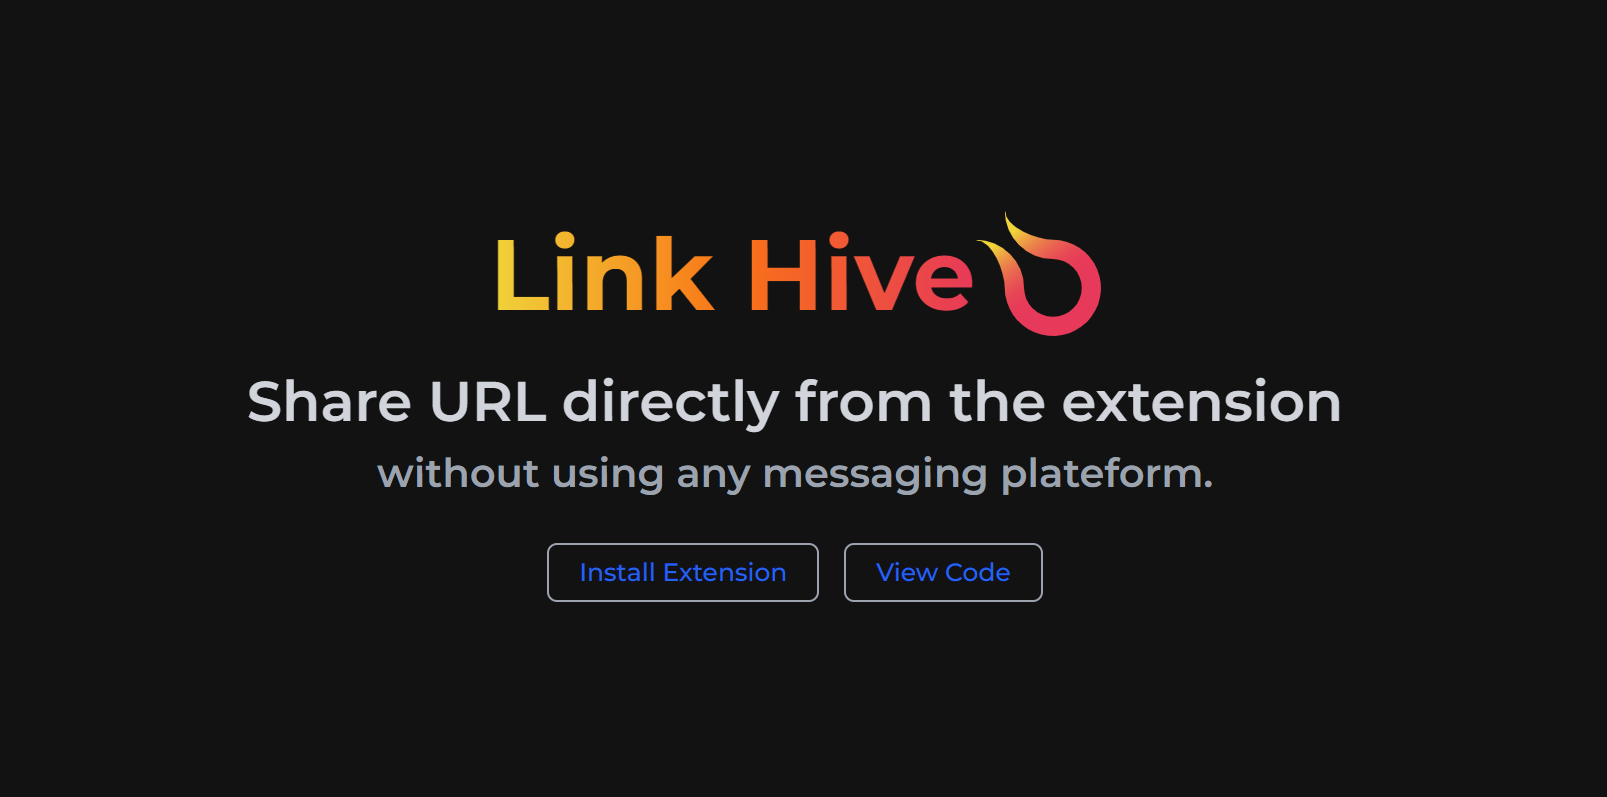 Link Hive
Share URL directly from the extension
without using any messaging plateform.
Install Extension
View Code